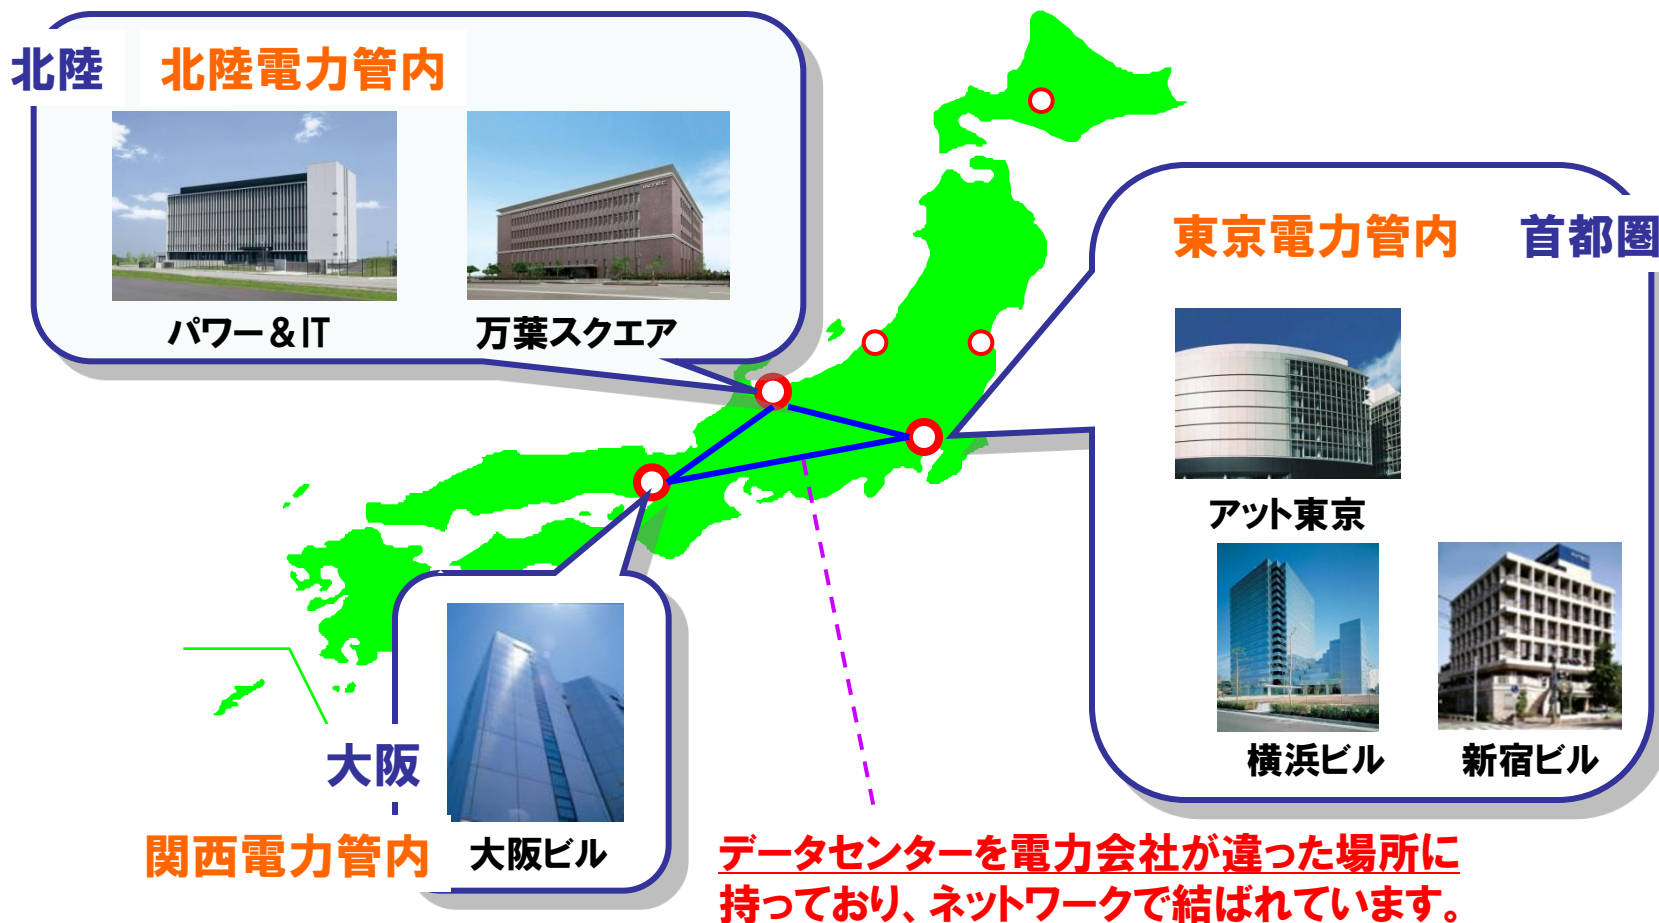 北陸 北陸電力管内
パワー＆IT 万葉スクエア
東京電力管内 首都圏
アット東京
横浜ビル 新宿ビル
大阪
関西電力管内 大阪ビル
データセンターを電力会社が違った場所に
持っており、ネットワークで結ばれています。